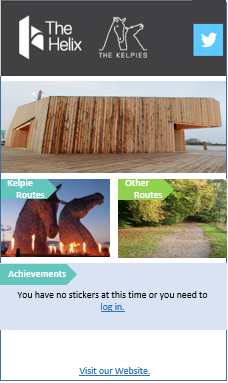 The
Helix
THE KELPIES
Kelpie
Routes
Other
Routes
Achievements
You have no stickers at this time or you need to
log in.
Visit our Website.